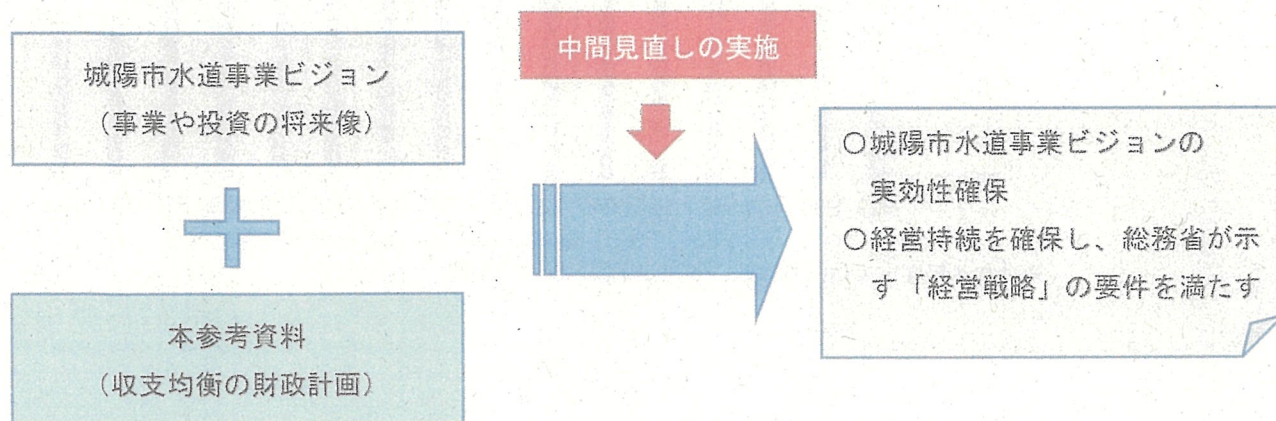 城陽市水道事業ビジョン
（事業や投資の将来像）
本参考資料
（収支均衡の財政計画）
中間見直しの実施
〇城陽市水道事業ビジョンの
実効性確保
〇経営持続を確保し、総務省が示
す「経営戦略」の要件を満たす